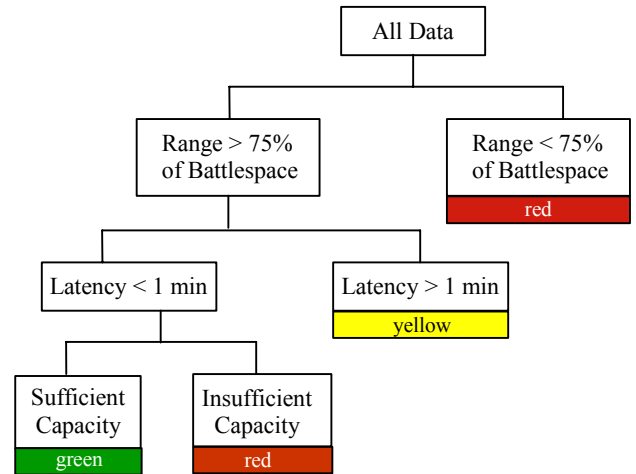 All Data
Range > 75%
of Battlespace
Range < 75%
of Battlespace
red
Latency < 1 min
Latency > 1 min
yellow
Sufficient
Capacity
green
Insufficient
Capacity
red